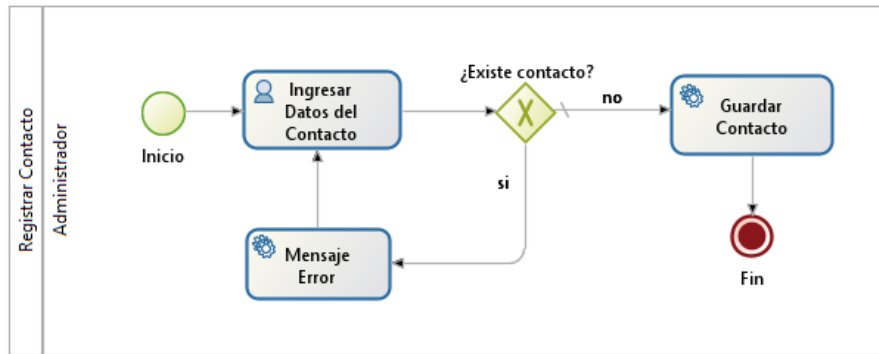 Registrar Contacto
Administrador
Inicio
Ingresar
Datos del
Contacto
¿Existe contacto?
no
si
Guardar
Contacto
Mensaje
Error
Fin